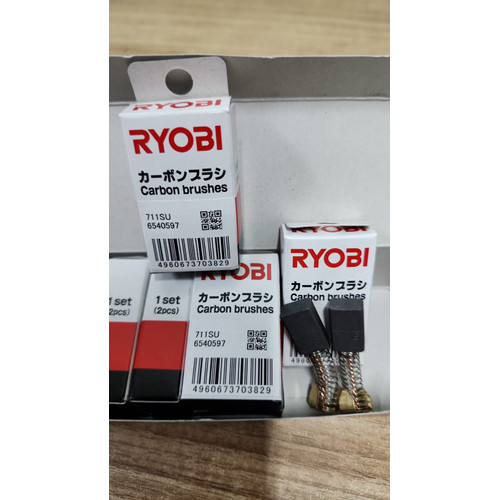 RYOBI
カーボンブラシ
Carbon brushes
711SU
6540597
4960673703829
1 set
(2pcs)
1 set
(2pcs)
RYOBI
カーボンブラシ
Carbon brushes
711SU
6540597
4960673703829
RYOBI
カーボンブラシ
Carbon brushes